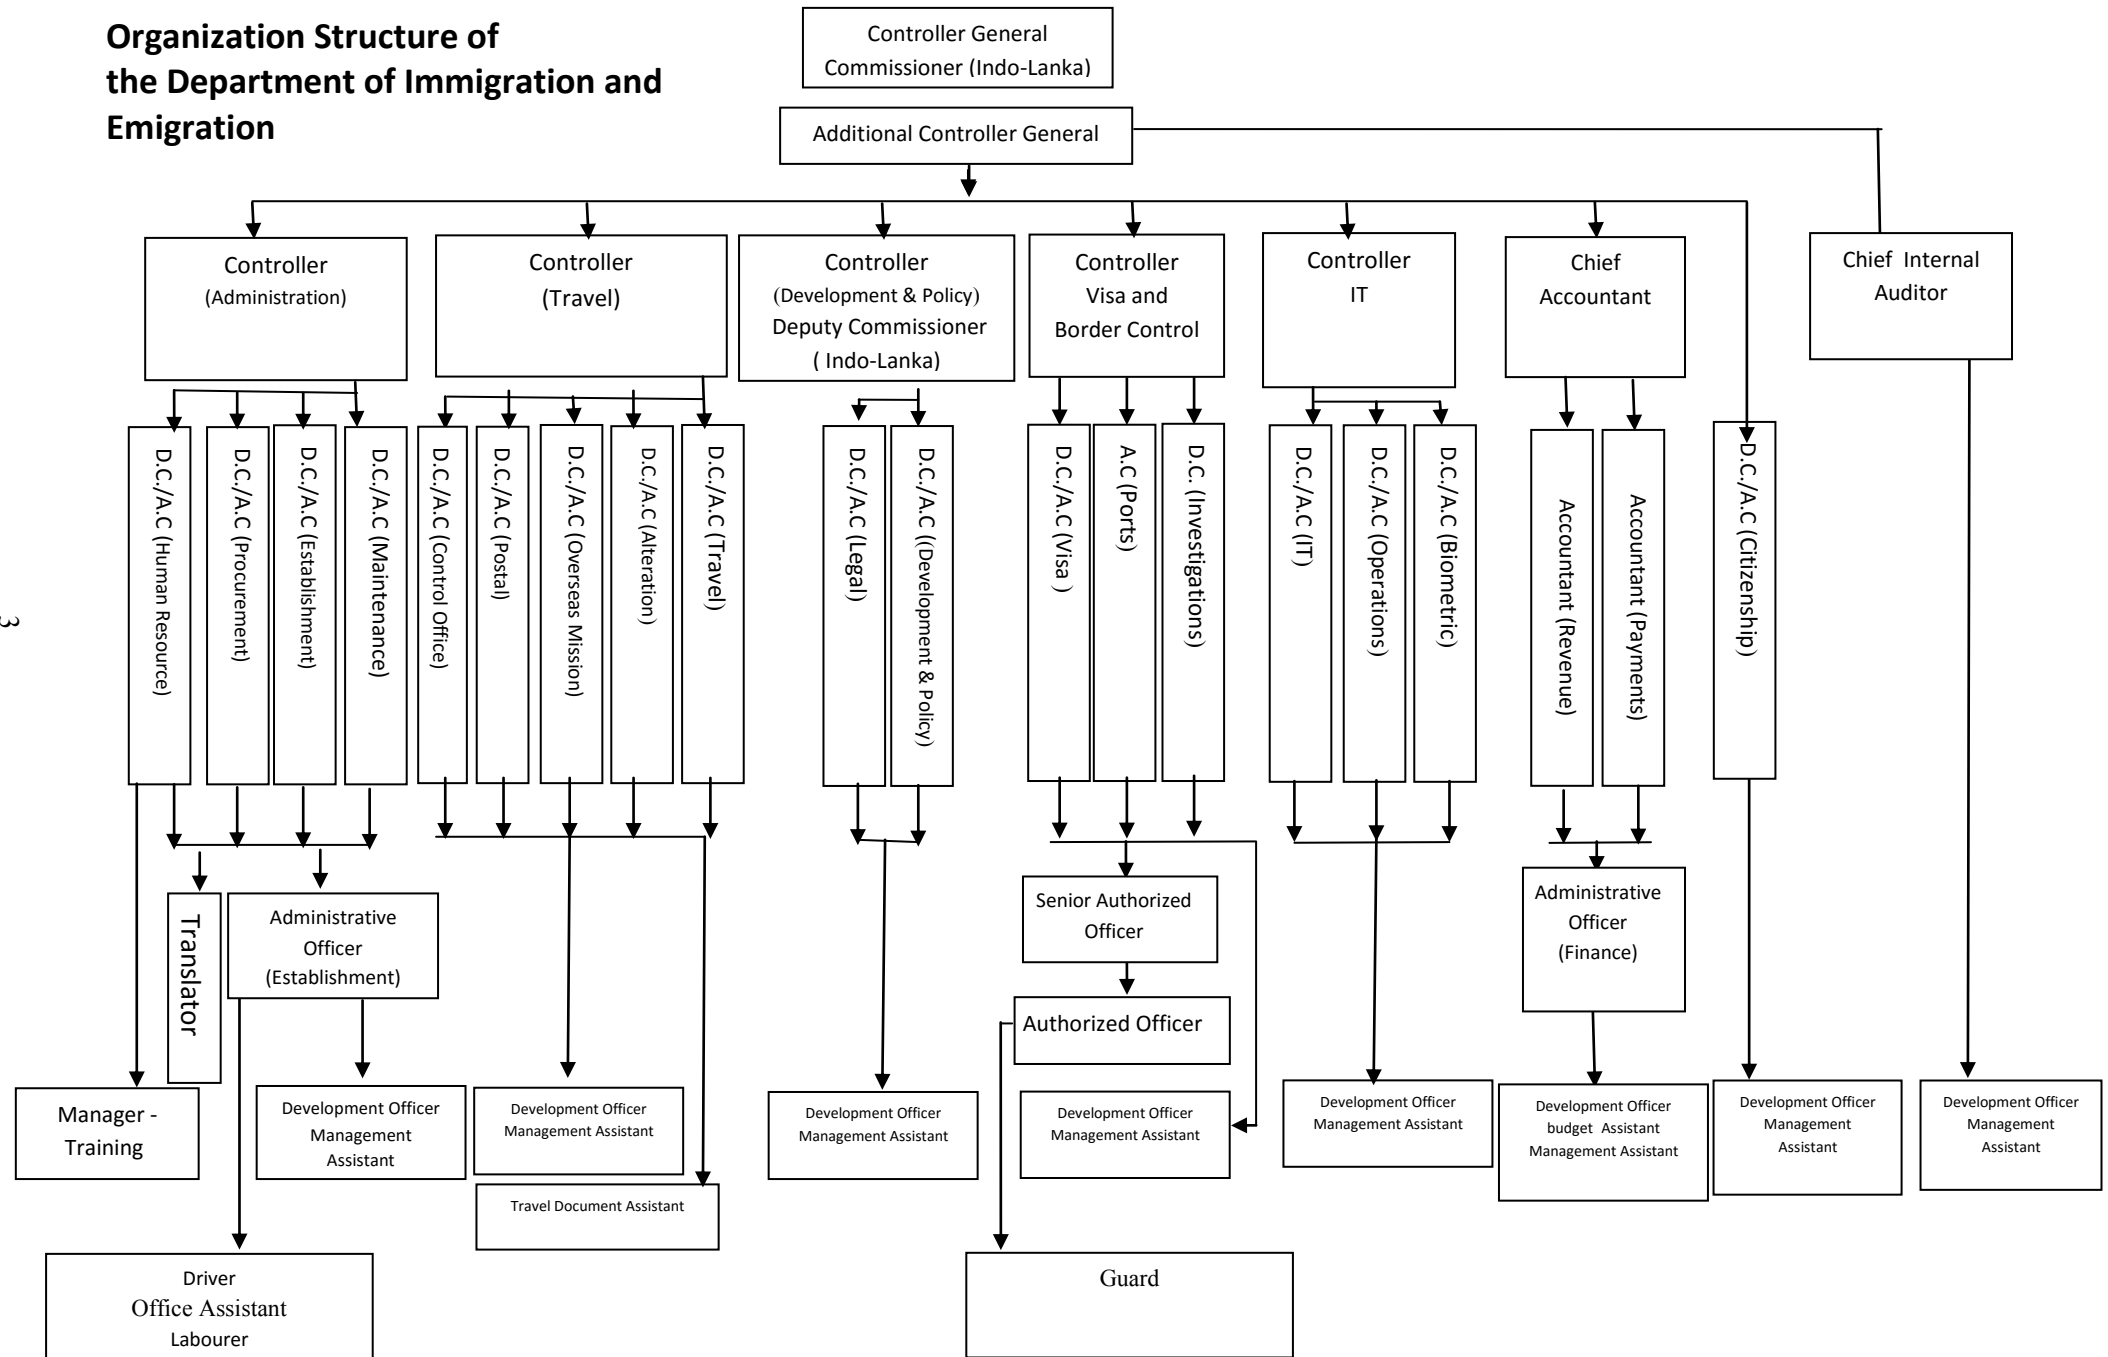 Organization Structure of
the Department of Immigration and
Emigration
Controller General
Commissioner (Indo-Lanka)
Additional Controller General
Controller
(Administration)
Controller
(Travel)
Controller
(Development & Policy)
Deputy Commissioner
( Indo-Lanka)
Controller
Visa and
Border Control
Controller
IT
Chief
Accountant
Chief Internal
Auditor
D.C./A.C (Human Resource)
D.C./A.C (Procurement)
D.C./A.C (Establishment)
D.C./A.C (Maintenance)
D.C./A.C (Control Office)
D.C./A.C (Postal)
D.C./A.C (Overseas Mission)
D.C./A.C (Alteration)
D.C./A.C (Travel)
D.C./A.C (Legal)
D.C./A.C ((Development & Policy)
D.C./A.C (Visa )
A.C (Ports)
D.C. (Investigations)
D.C./A.C (IT)
D.C./A.C (Operations)
D.C./A.C (Biometric)
Accountant (Revenue)
Accountant (Payments)
D.C./A.C (Citizenship)
3
Translator
Administrative
Officer
(Establishment)
Senior Authorized
Officer
Administrative
Officer
(Finance)
Authorized Officer
Manager -
Training
Development Officer
Management
Assistant
Development Officer
Management Assistant
Travel Document Assistant
Development Officer
Management Assistant
Development Officer
Management Assistant
Development Officer
Management Assistant
Development Officer
budget Assistant
Management Assistant
Development Officer
Management
Assistant
Development Officer
Management
Assistant
Driver
Office Assistant
Labourer
Guard